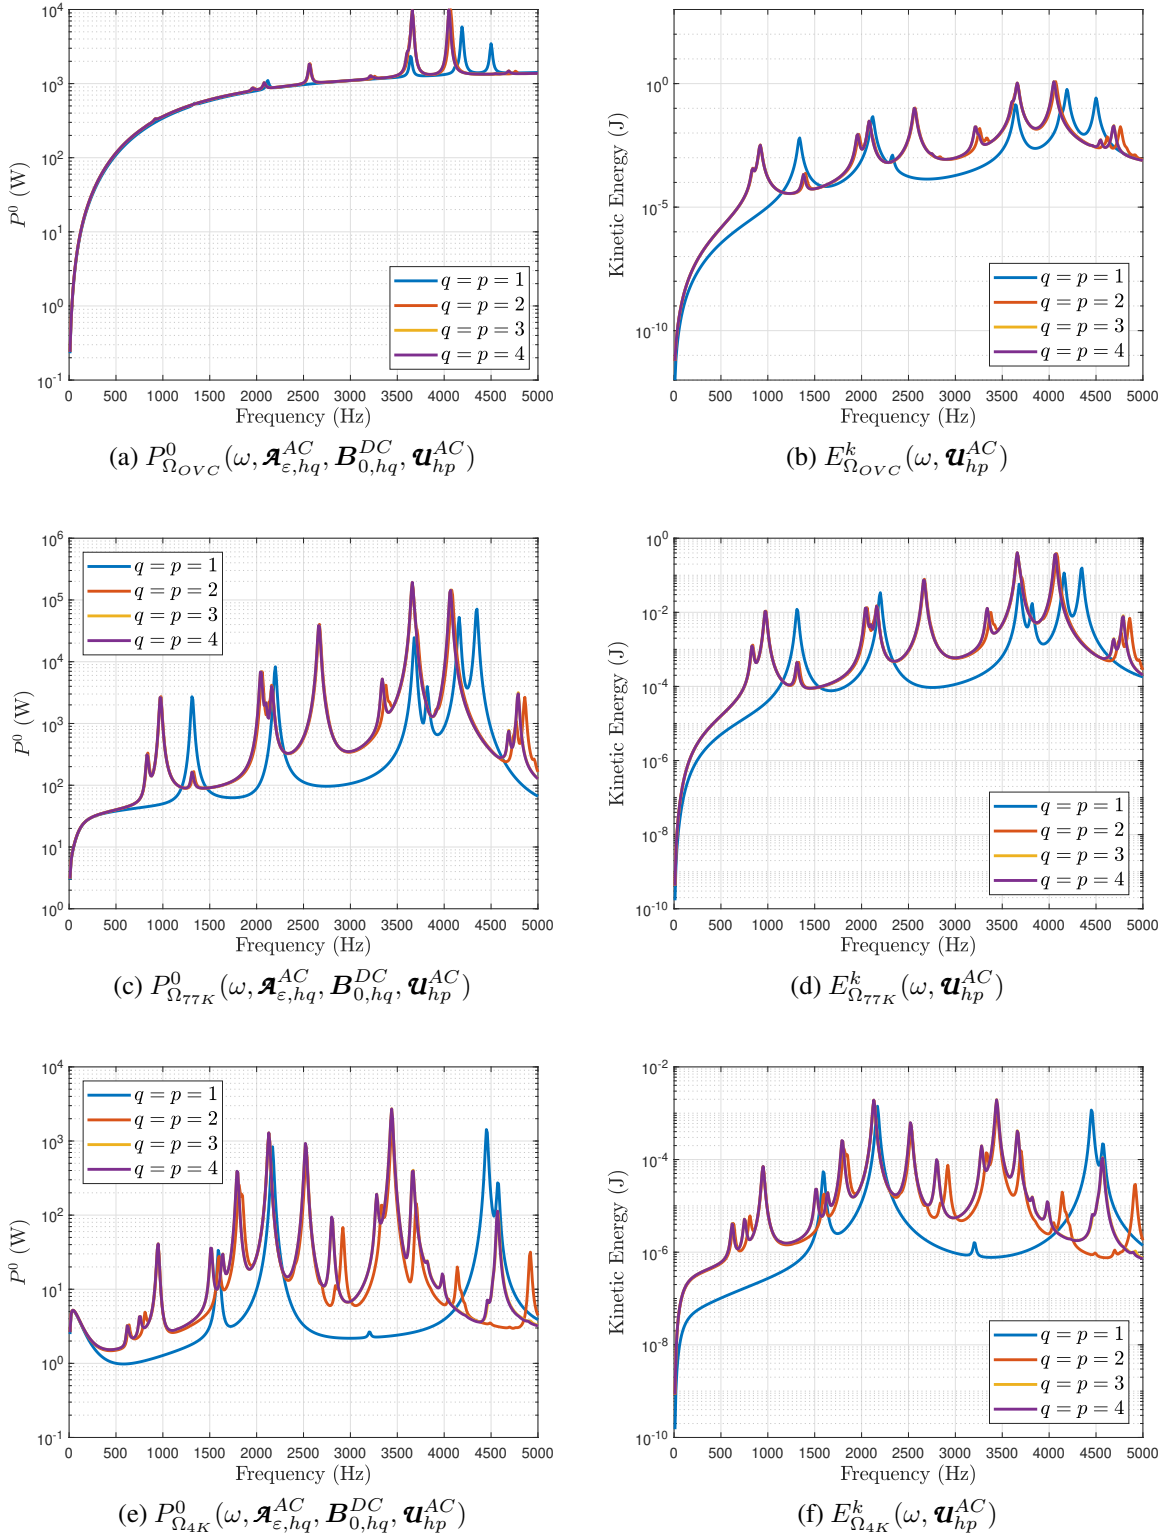 10^4
10^3
10^2
10^1
10^0
10^-1
P^0 (W)
0 500 1000 1500 2000 2500 3000 3500 4000 4500 5000
Frequency (Hz)
q = p = 1
q = p = 2
q = p = 3
q = p = 4
(a) P^0_{Ω_{OVC}}(ω, 𝓐^{AC}_{ε,hq}, B^{DC}_{0,hq}, 𝓤^{AC}_{hp})
10^0
10^-5
10^-10
Kinetic Energy (J)
0 500 1000 1500 2000 2500 3000 3500 4000 4500 5000
Frequency (Hz)
q = p = 1
q = p = 2
q = p = 3
q = p = 4
(b) E^k_{Ω_{OVC}}(ω, 𝓤^{AC}_{hp})
10^6
10^5
10^4
10^3
10^2
10^1
10^0
P^0 (W)
0 500 1000 1500 2000 2500 3000 3500 4000 4500 5000
Frequency (Hz)
q = p = 1
q = p = 2
q = p = 3
q = p = 4
(c) P^0_{Ω_{77K}}(ω, 𝓐^{AC}_{ε,hq}, B^{DC}_{0,hq}, 𝓤^{AC}_{hp})
10^0
10^-2
10^-4
10^-6
10^-8
10^-10
Kinetic Energy (J)
0 500 1000 1500 2000 2500 3000 3500 4000 4500 5000
Frequency (Hz)
q = p = 1
q = p = 2
q = p = 3
q = p = 4
(d) E^k_{Ω_{77K}}(ω, 𝓤^{AC}_{hp})
10^4
10^3
10^2
10^1
10^0
10^-1
P^0 (W)
0 500 1000 1500 2000 2500 3000 3500 4000 4500 5000
Frequency (Hz)
q = p = 1
q = p = 2
q = p = 3
q = p = 4
(e) P^0_{Ω_{4K}}(ω, 𝓐^{AC}_{ε,hq}, B^{DC}_{0,hq}, 𝓤^{AC}_{hp})
10^-2
10^-4
10^-6
10^-8
10^-10
Kinetic Energy (J)
0 500 1000 1500 2000 2500 3000 3500 4000 4500 5000
Frequency (Hz)
q = p = 1
q = p = 2
q = p = 3
q = p = 4
(f) E^k_{Ω_{4K}}(ω, 𝓤^{AC}_{hp})